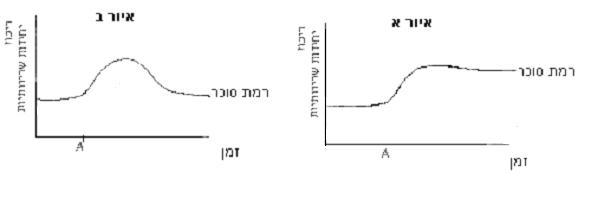 איור א
ריכוז
יחידות שרירותיות
רמת סוכר
A
זמן
איור ב
ריכוז
יחידות שרירותיות
רמת סוכר
A
זמן